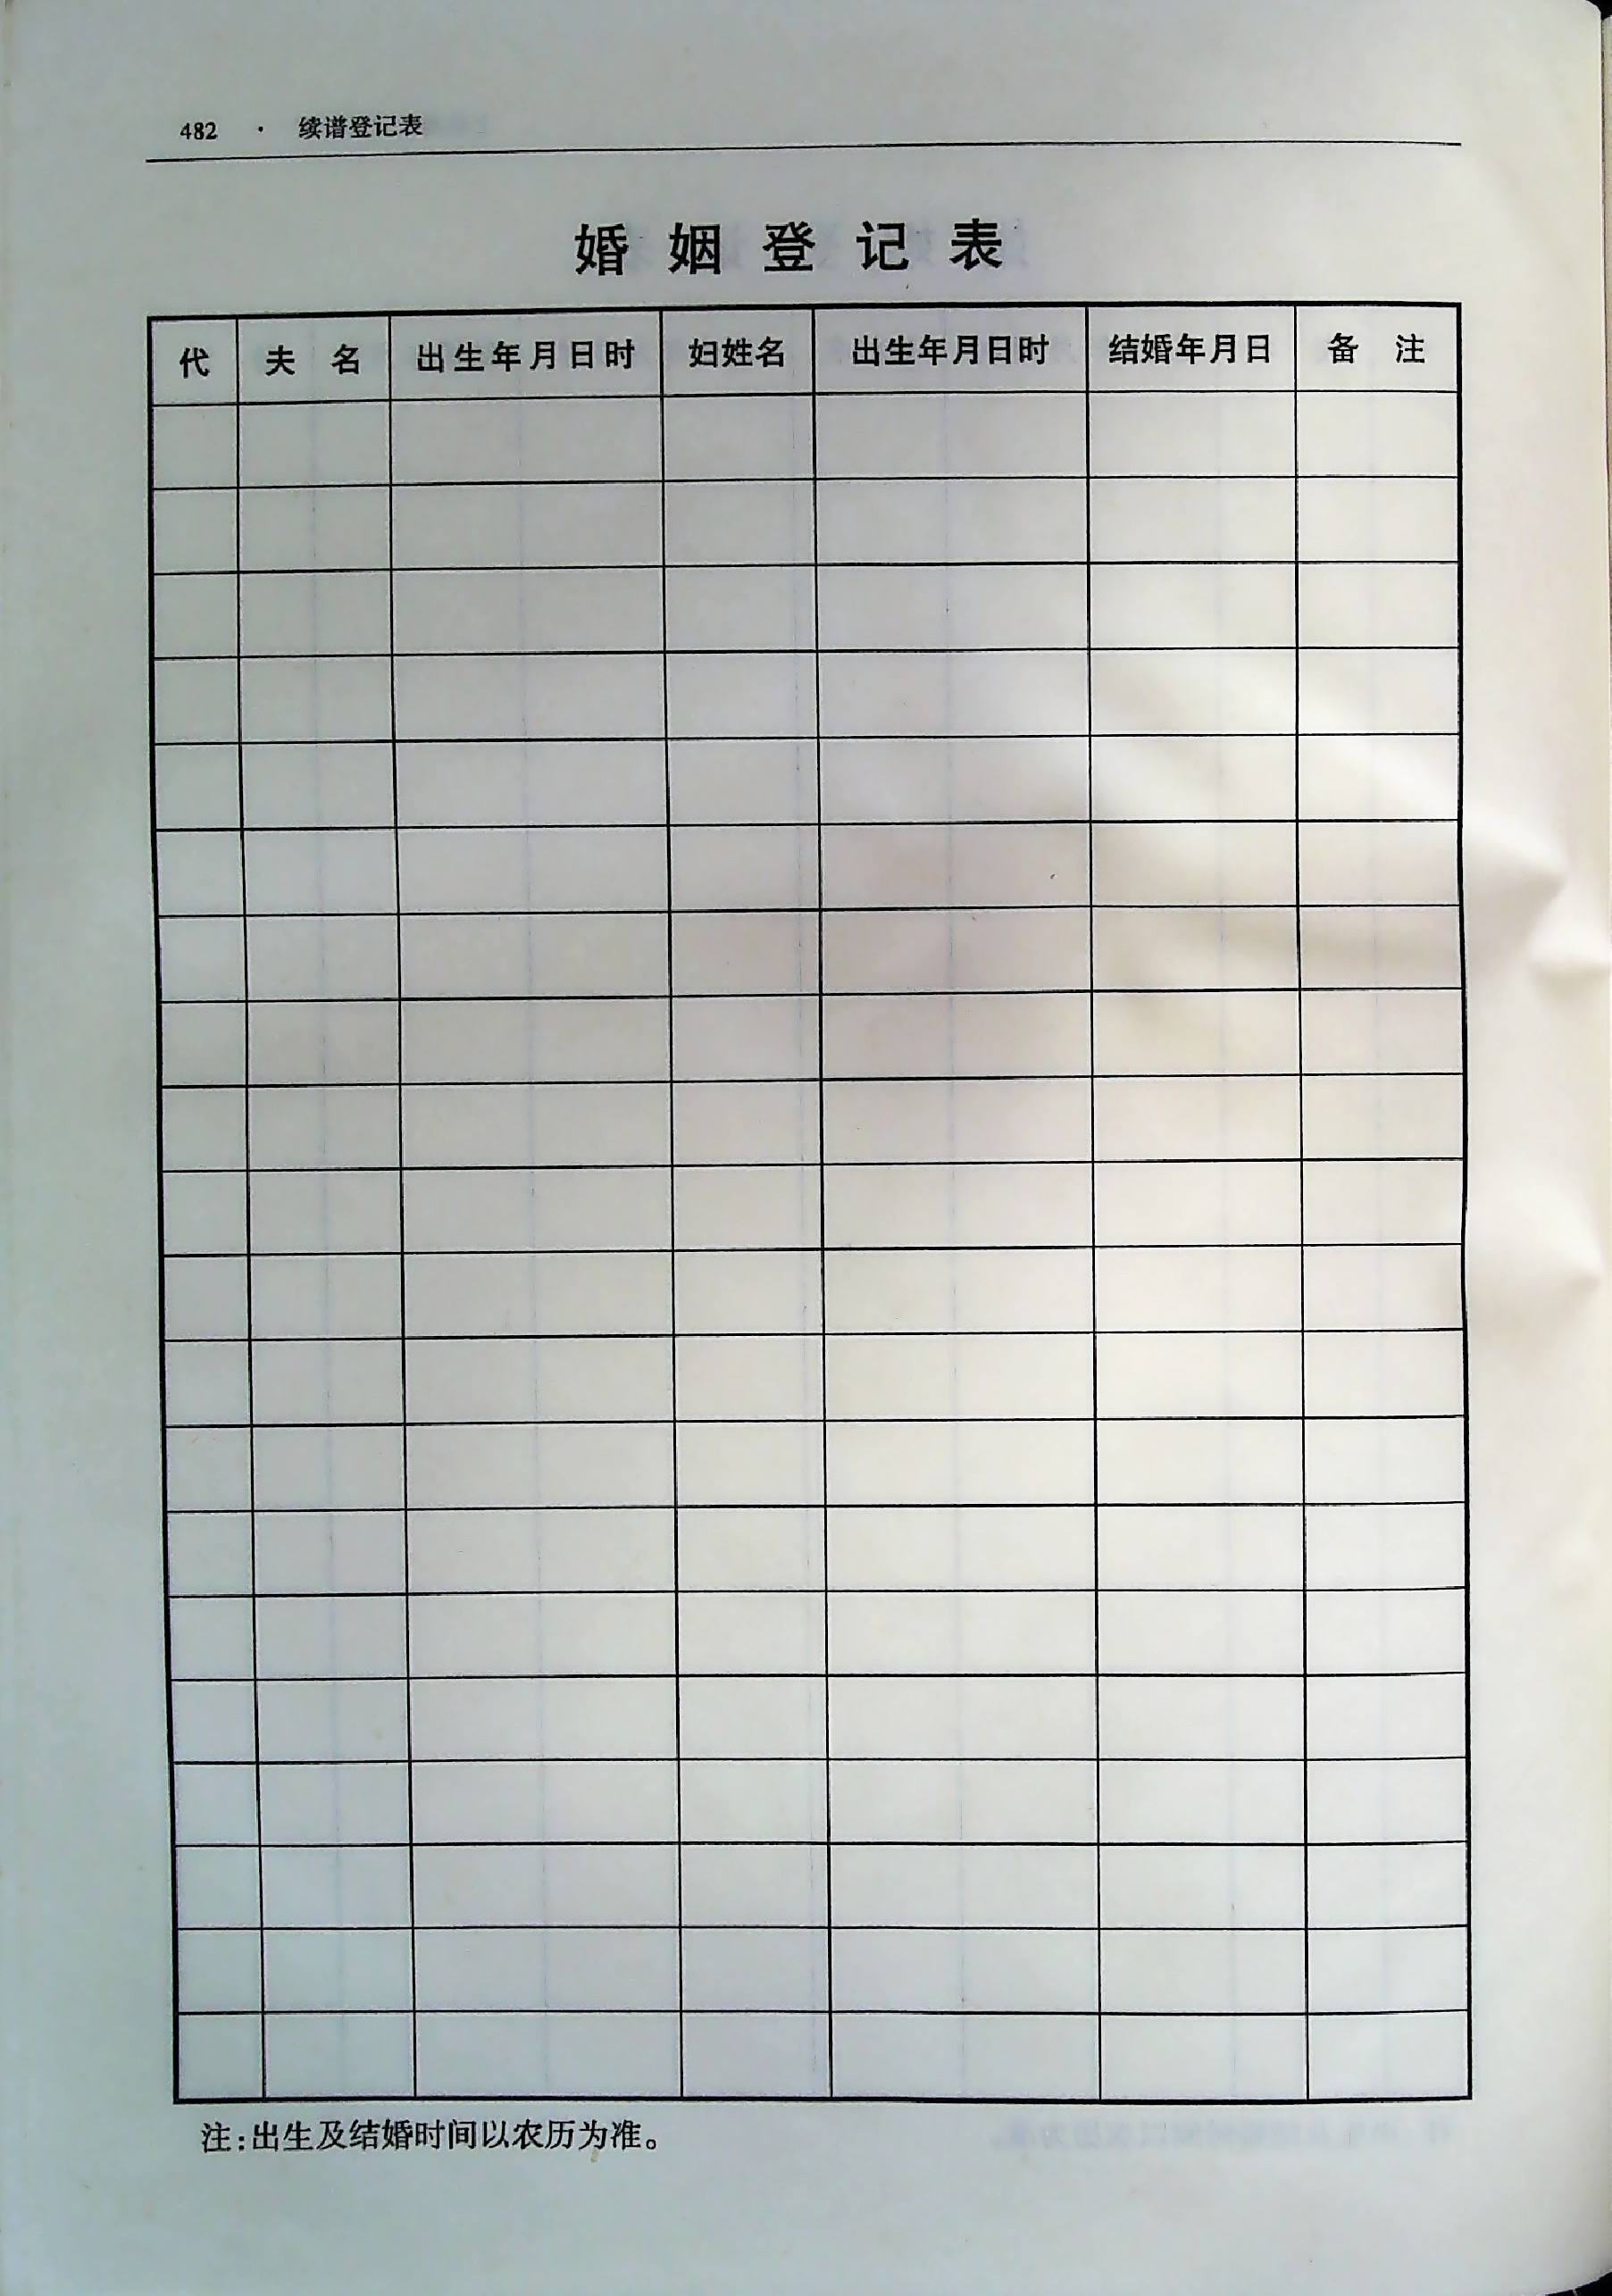 482 · 续谱登记表
婚姻登记表
代 夫名 出生年月日时 妇姓名 出生年月日时 结婚年月日 备注
注:出生及结婚时间以农历为准。